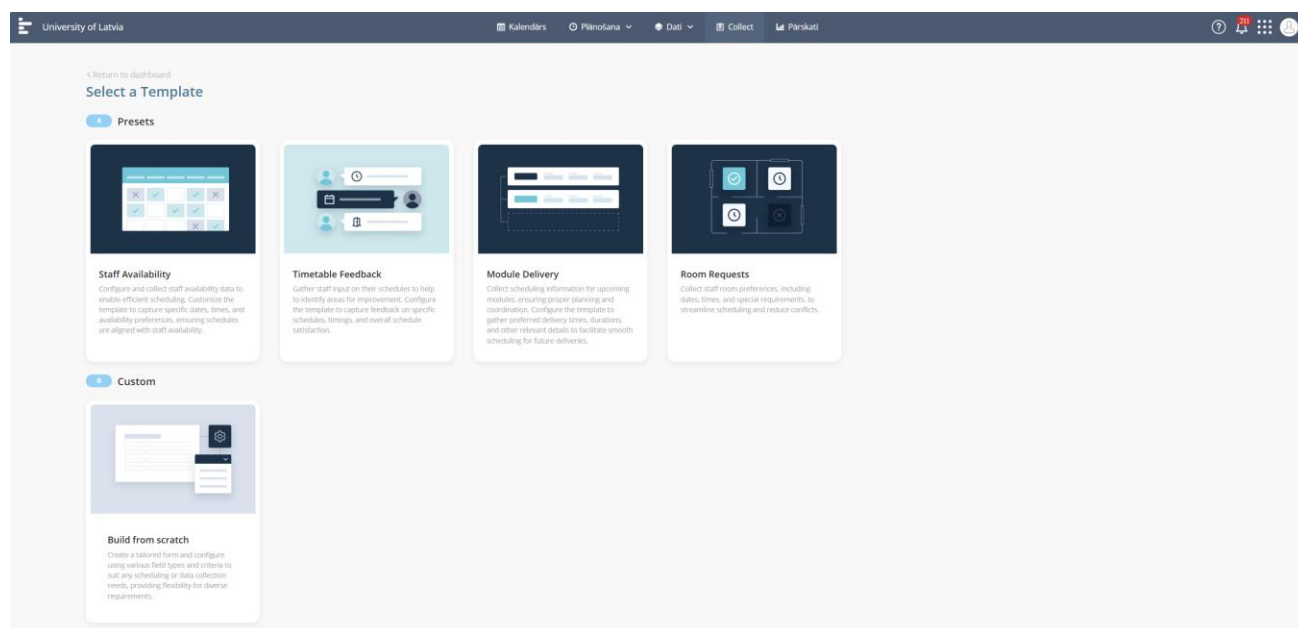 University of Latvia
Kalendārs
Plānošana
Dati
Collect
Pārskati
211
< Return to dashboard
Select a Template
4 Presets
Staff Availability
Configure and collect staff availability data to
enable efficient scheduling. Customize the
template to capture specific dates, times, and
availability preferences, ensuring schedules
are aligned with staff availability.
Timetable Feedback
Gather staff input on their schedules to help
to identify areas for improvement. Configure
the template to capture feedback on specific
schedules, timings, and overall schedule
satisfaction.
Module Delivery
Collect scheduling information for upcoming
modules, ensuring proper planning and
coordination. Configure the template to
gather preferred delivery times, durations,
and other relevant details to facilitate smooth
scheduling for future deliveries.
Room Requests
Collect staff room preferences, including
dates, times, and special requirements, to
streamline scheduling and reduce conflicts.
Custom
Build from scratch
Create a tailored form and configure
using various field types and criteria to
suit any scheduling or data collection
needs, providing flexibility for diverse
requirements.